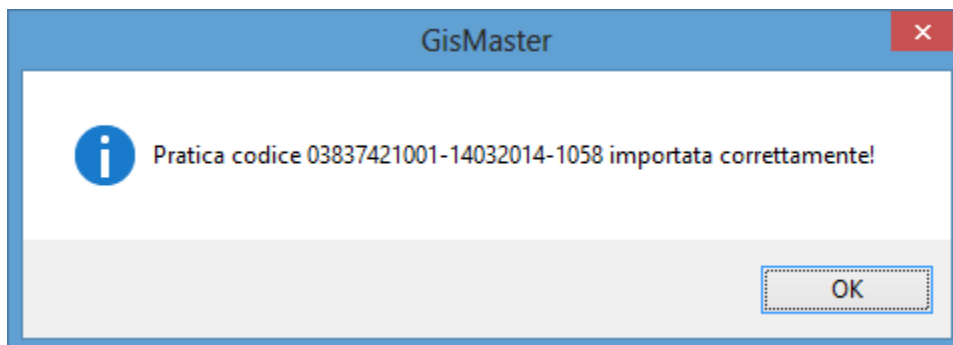 GisMaster
Pratica codice 03837421001-14032014-1058 importata correttamente!
OK